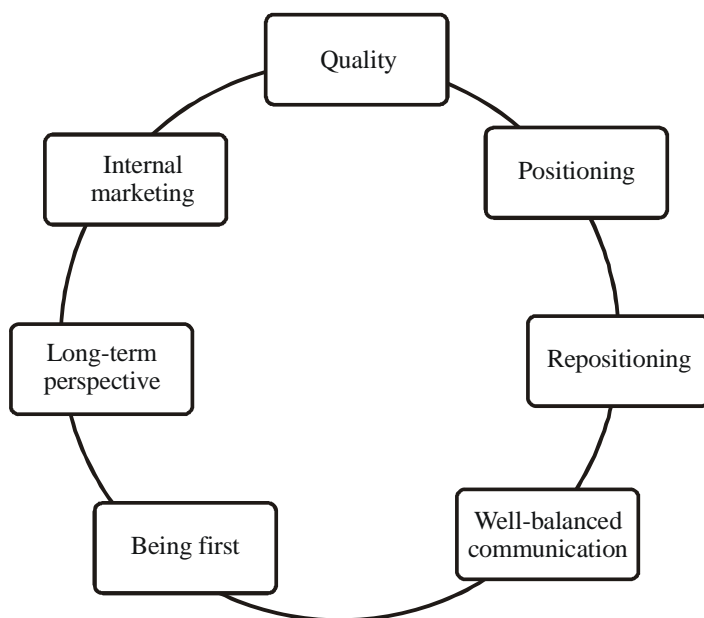 Quality
Positioning
Repositioning
Well-balanced
communication
Being first
Long-term
perspective
Internal
marketing